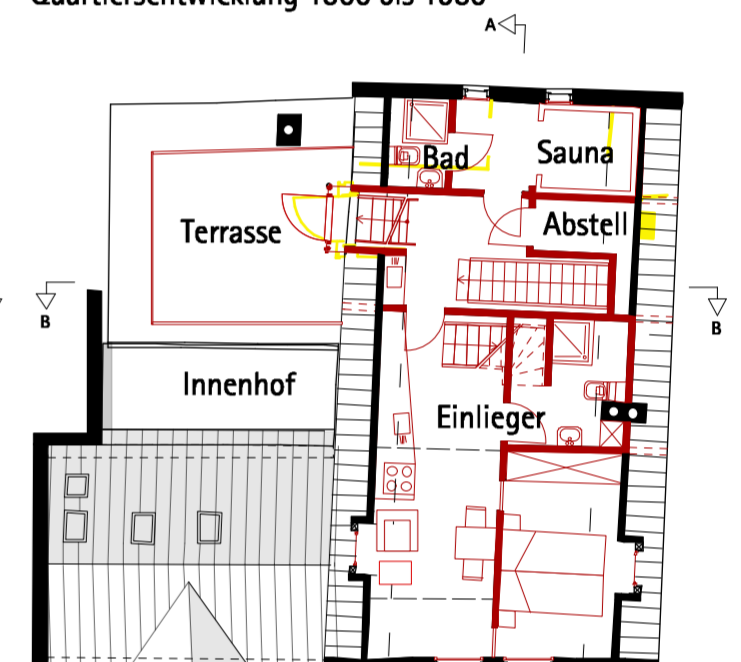 A
Bad
Sauna
Terrasse
Abstell
B
B
Innenhof
Einlieger